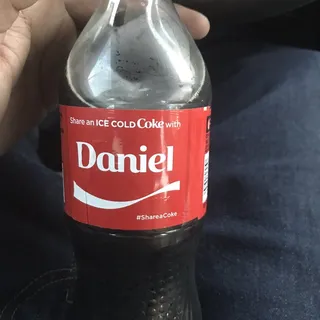 Share an ICE COLD Coke with
Daniel
#ShareaCoke